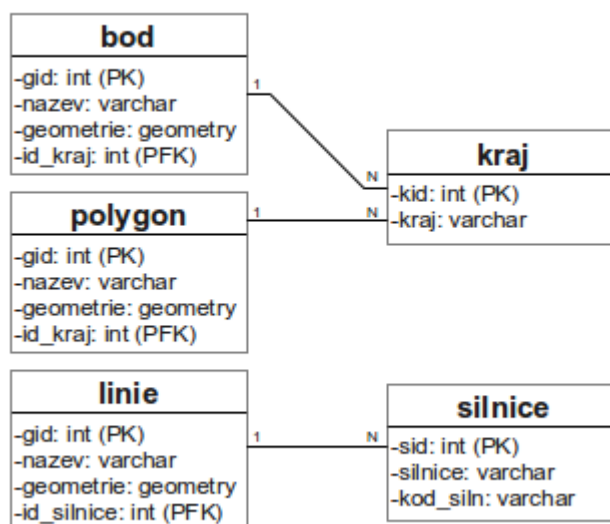 bod
-gid: int (PK)
-nazev: varchar
-geometrie: geometry
-id_kraj: int (PFK)
1
N
kraj
-kid: int (PK)
-kraj: varchar
polygon
-gid: int (PK)
-nazev: varchar
-geometrie: geometry
-id_kraj: int (PFK)
1
N
linie
-gid: int (PK)
-nazev: varchar
-geometrie: geometry
-id_silnice: int (PFK)
1
N
silnice
-sid: int (PK)
-silnice: varchar
-kod_siln: varchar